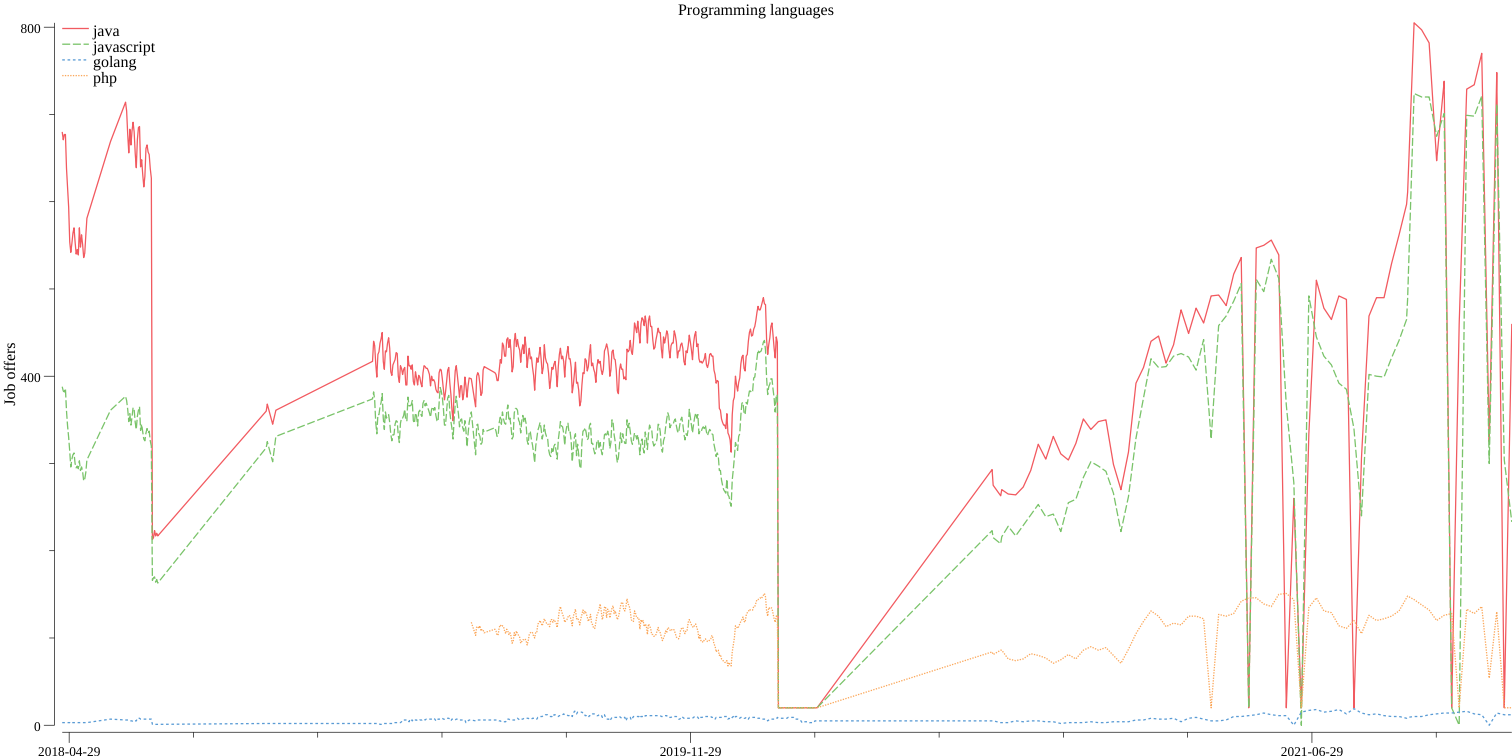 Programming languages
800
java
javascript
golang
php
Job offers
400
0
2018-04-29
2019-11-29
2021-06-29